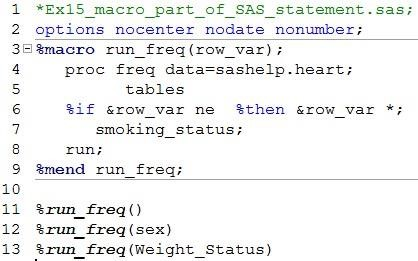 1 *Ex15_macro_part_of_SAS_statement.sas;
2 options nocenter nodate nonumber;
3 %macro run_freq(row_var);
4 proc freq data=sashelp.heart;
5 tables
6 %if &row_var ne %then &row_var *;
7 smoking_status;
8 run;
9 %mend run_freq;
10
11 %run_freq()
12 %run_freq(sex)
13 %run_freq(Weight_Status)